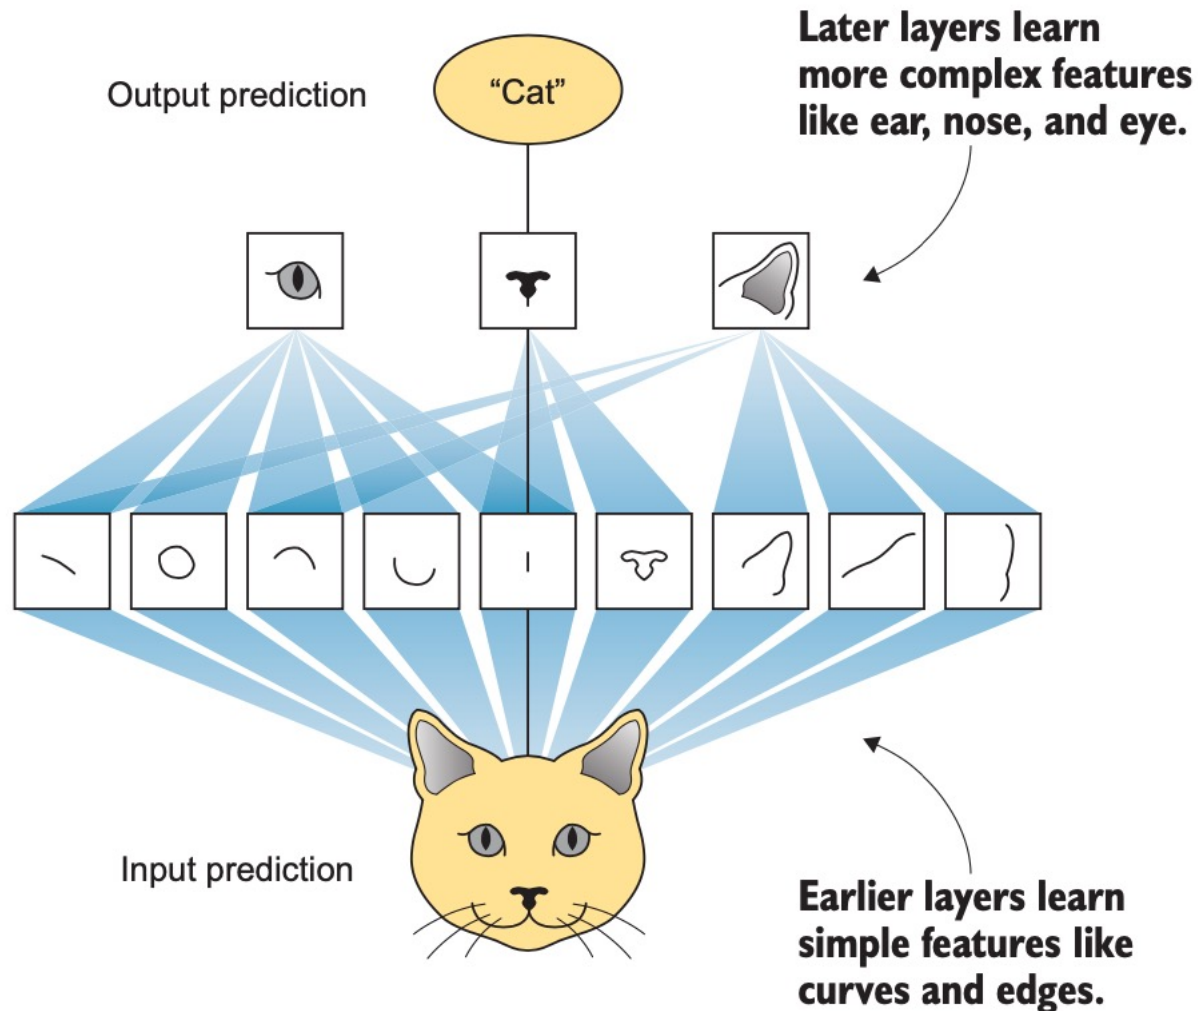 Later layers learn
more complex features
like ear, nose, and eye.
Output prediction
“Cat”
Input prediction
Earlier layers learn
simple features like
curves and edges.